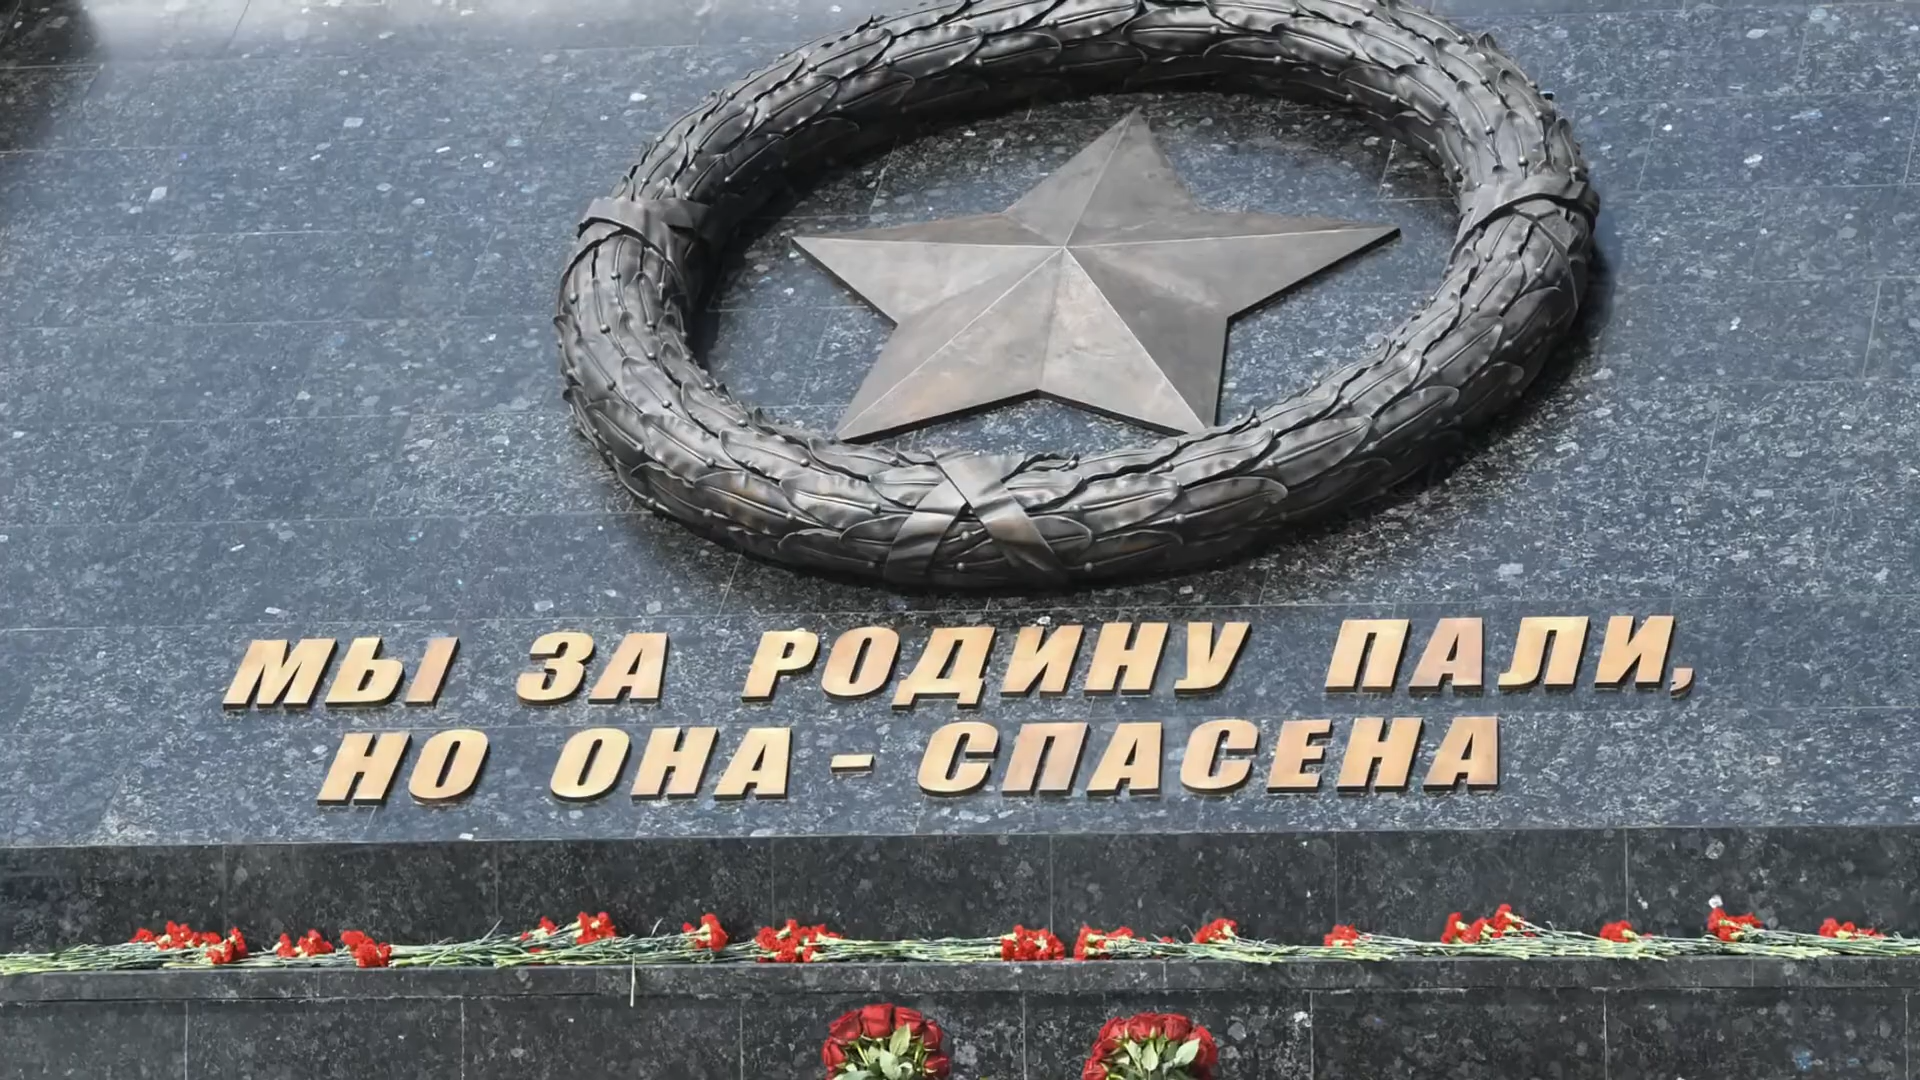 МЫ ЗА РОДИНУ ПАЛИ,
НО ОНА - СПАСЕНА